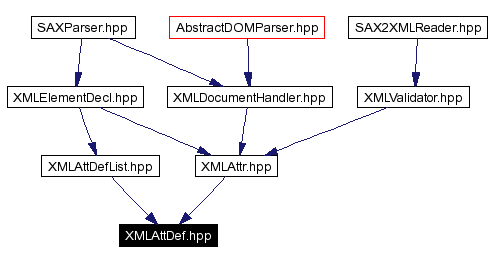 SAXParser.hpp
AbstractDOMParser.hpp
SAX2XMLReader.hpp
XMLElementDecl.hpp
XMLDocumentHandler.hpp
XMLValidator.hpp
XMLAttDefList.hpp
XMLAttr.hpp
XMLAttDef.hpp